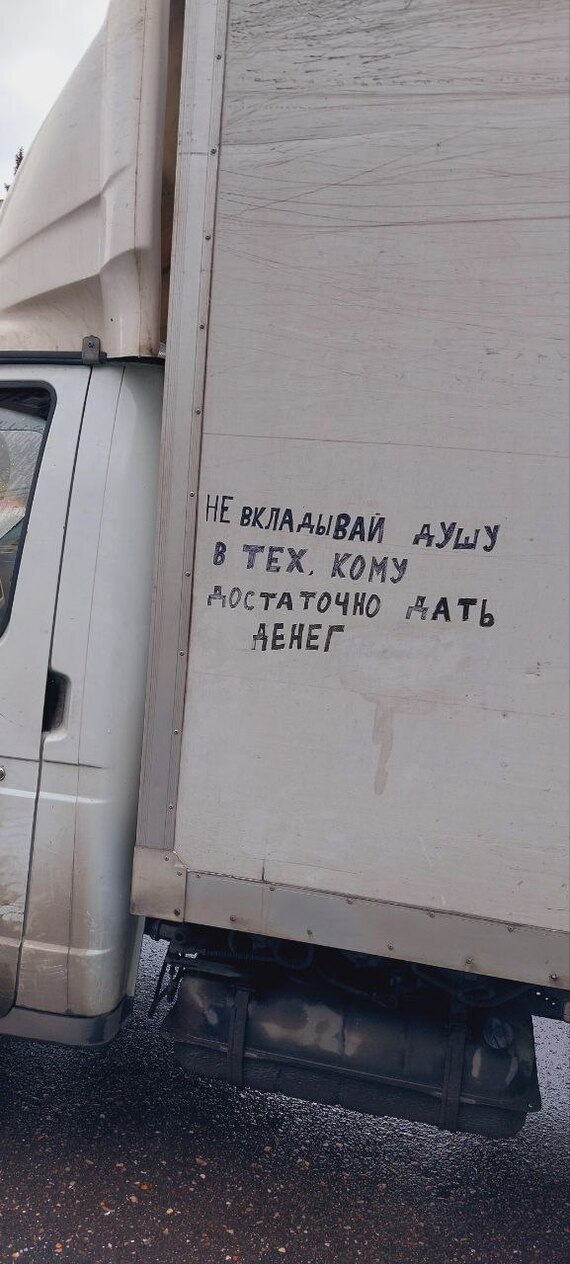 НЕ ВКЛАДЫВАЙ ДУШУ
В ТЕХ, КОМУ
ДОСТАТОЧНО ДАТЬ
ДЕНЕГ